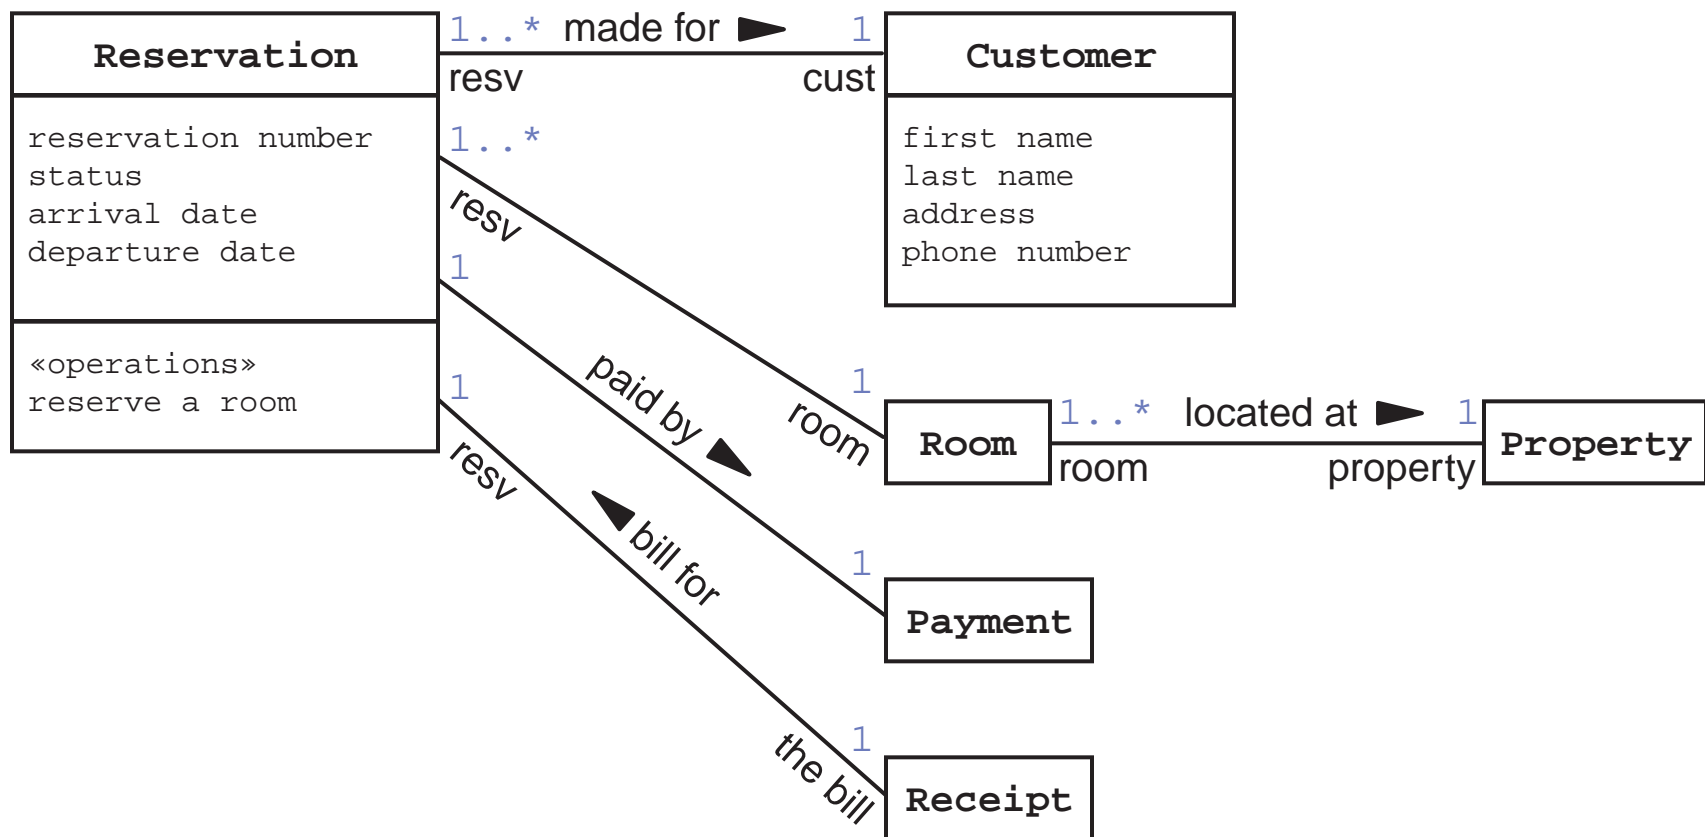 Reservation
reservation number
status
arrival date
departure date
«operations»
reserve a room
1..* made for 1
resv cust
Customer
first name
last name
address
phone number
1..*
resv
1
room
1
paid by
1
1
resv
bill for
1
the bill
Room
1..* located at 1
room property
Property
Payment
Receipt